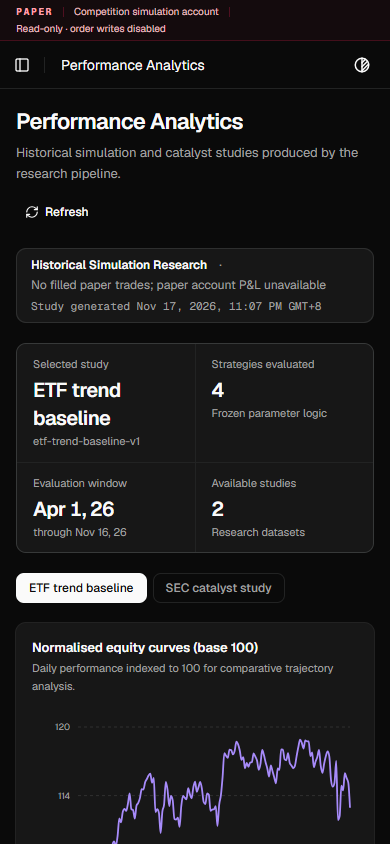 PAPER Competition simulation account
Read-only · order writes disabled
Performance Analytics
Performance Analytics
Historical simulation and catalyst studies produced by the
research pipeline.
Refresh
Historical Simulation Research ·
No filled paper trades; paper account P&L unavailable
Study generated Nov 17, 2026, 11:07 PM GMT+8
Selected study
ETF trend
baseline
etf-trend-baseline-v1
Strategies evaluated
4
Frozen parameter logic
Evaluation window
Apr 1, 26
through Nov 16, 26
Available studies
2
Research datasets
ETF trend baseline
SEC catalyst study
Normalised equity curves (base 100)
Daily performance indexed to 100 for comparative trajectory
analysis.
120
114